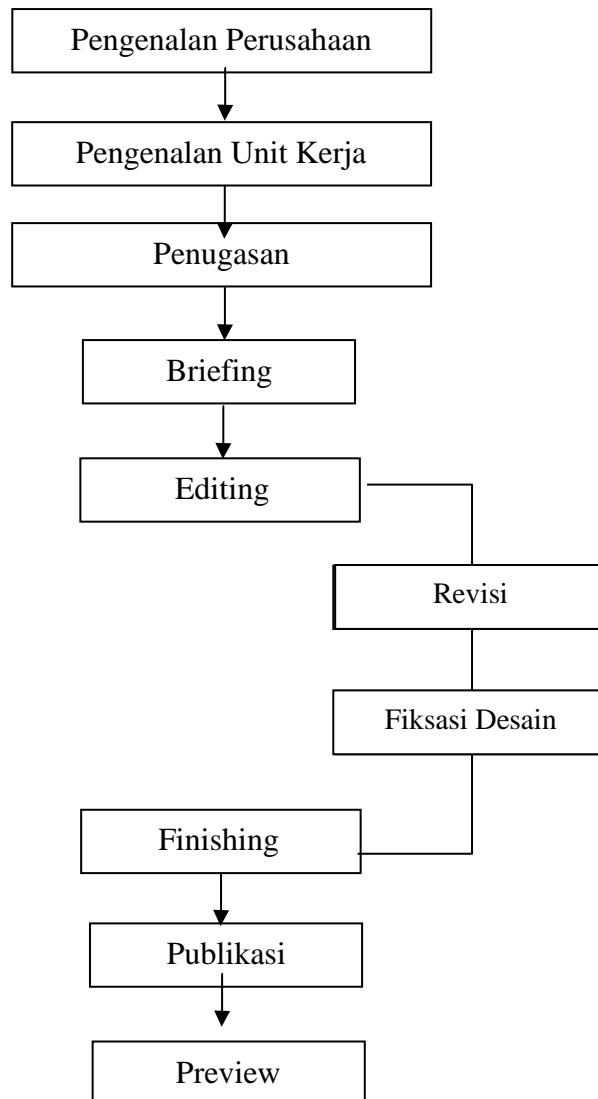 Pengenalan Perusahaan
Pengenalan Unit Kerja
Penugasan
Briefing
Editing
Revisi
Fiksasi Desain
Finishing
Publikasi
Preview